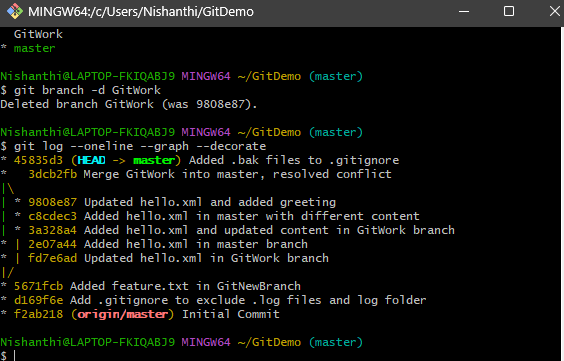 MINGW64:/c/Users/Nishanthi/GitDemo
  GitWork
* master

Nishanthi@LAPTOP-FKIQABJ9 MINGW64 ~/GitDemo (master)
$ git branch -d GitWork
Deleted branch GitWork (was 9808e87).

Nishanthi@LAPTOP-FKIQABJ9 MINGW64 ~/GitDemo (master)
$ git log --oneline --graph --decorate
* 45835d3 (HEAD -> master) Added .bak files to .gitignore
*   3dcb2fb Merge GitWork into master, resolved conflict
|\
| * 9808e87 Updated hello.xml and added greeting
| * c8cdec3 Added hello.xml in master with different content
| * 3a328a4 Added hello.xml and updated content in GitWork branch
* | 2e07a44 Added hello.xml in master branch
* | fd7e6ad Updated hello.xml in GitWork branch
|/
* 5671fcb Added feature.txt in GitNewBranch
* d169f6e Add .gitignore to exclude .log files and log folder
* f2ab218 (origin/master) Initial Commit

Nishanthi@LAPTOP-FKIQABJ9 MINGW64 ~/GitDemo (master)
$